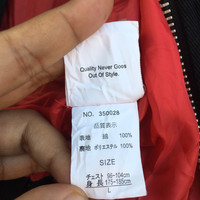 Quality Never Goes
Out Of Style.
NO. 350028
品質表示
表地 綿 100%
裏地 ポリエステル 100%
SIZE
チェスト 96-104cm
身 長 175-185cm
L